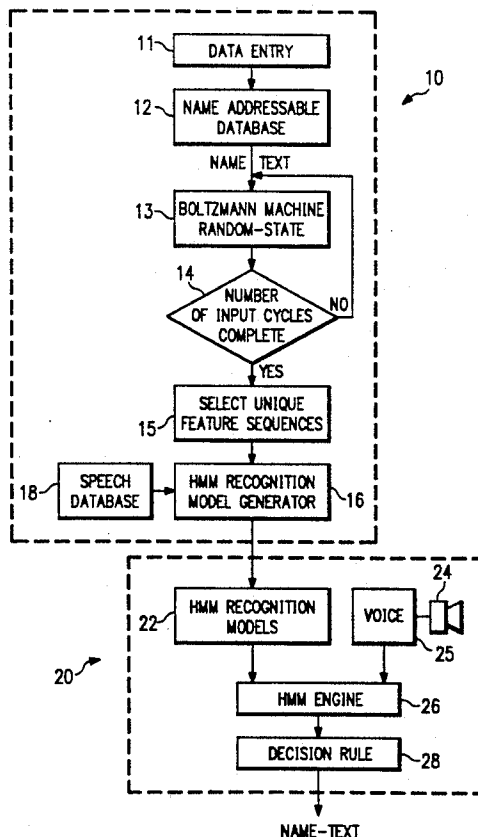 11
DATA ENTRY
10
12
NAME ADDRESSABLE
DATABASE
NAME TEXT
13
BOLTZMANN MACHINE
RANDOM-STATE
14
NUMBER
OF INPUT CYCLES
COMPLETE
NO
YES
15
SELECT UNIQUE
FEATURE SEQUENCES
18
SPEECH
DATABASE
HMM RECOGNITION
MODEL GENERATOR
16
22
HMM RECOGNITION
MODELS
VOICE
24
25
20
HMM ENGINE
26
DECISION RULE
28
NAME-TEXT